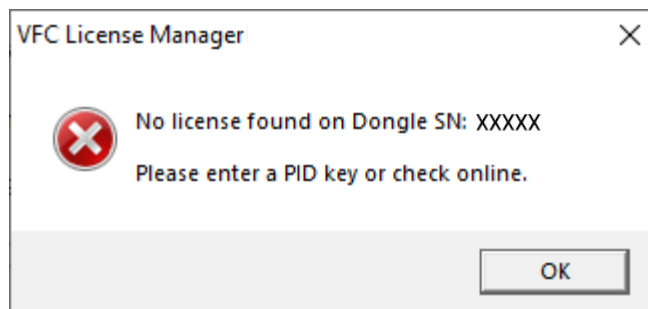 VFC License Manager
No license found on Dongle SN: XXXXX
Please enter a PID key or check online.
OK